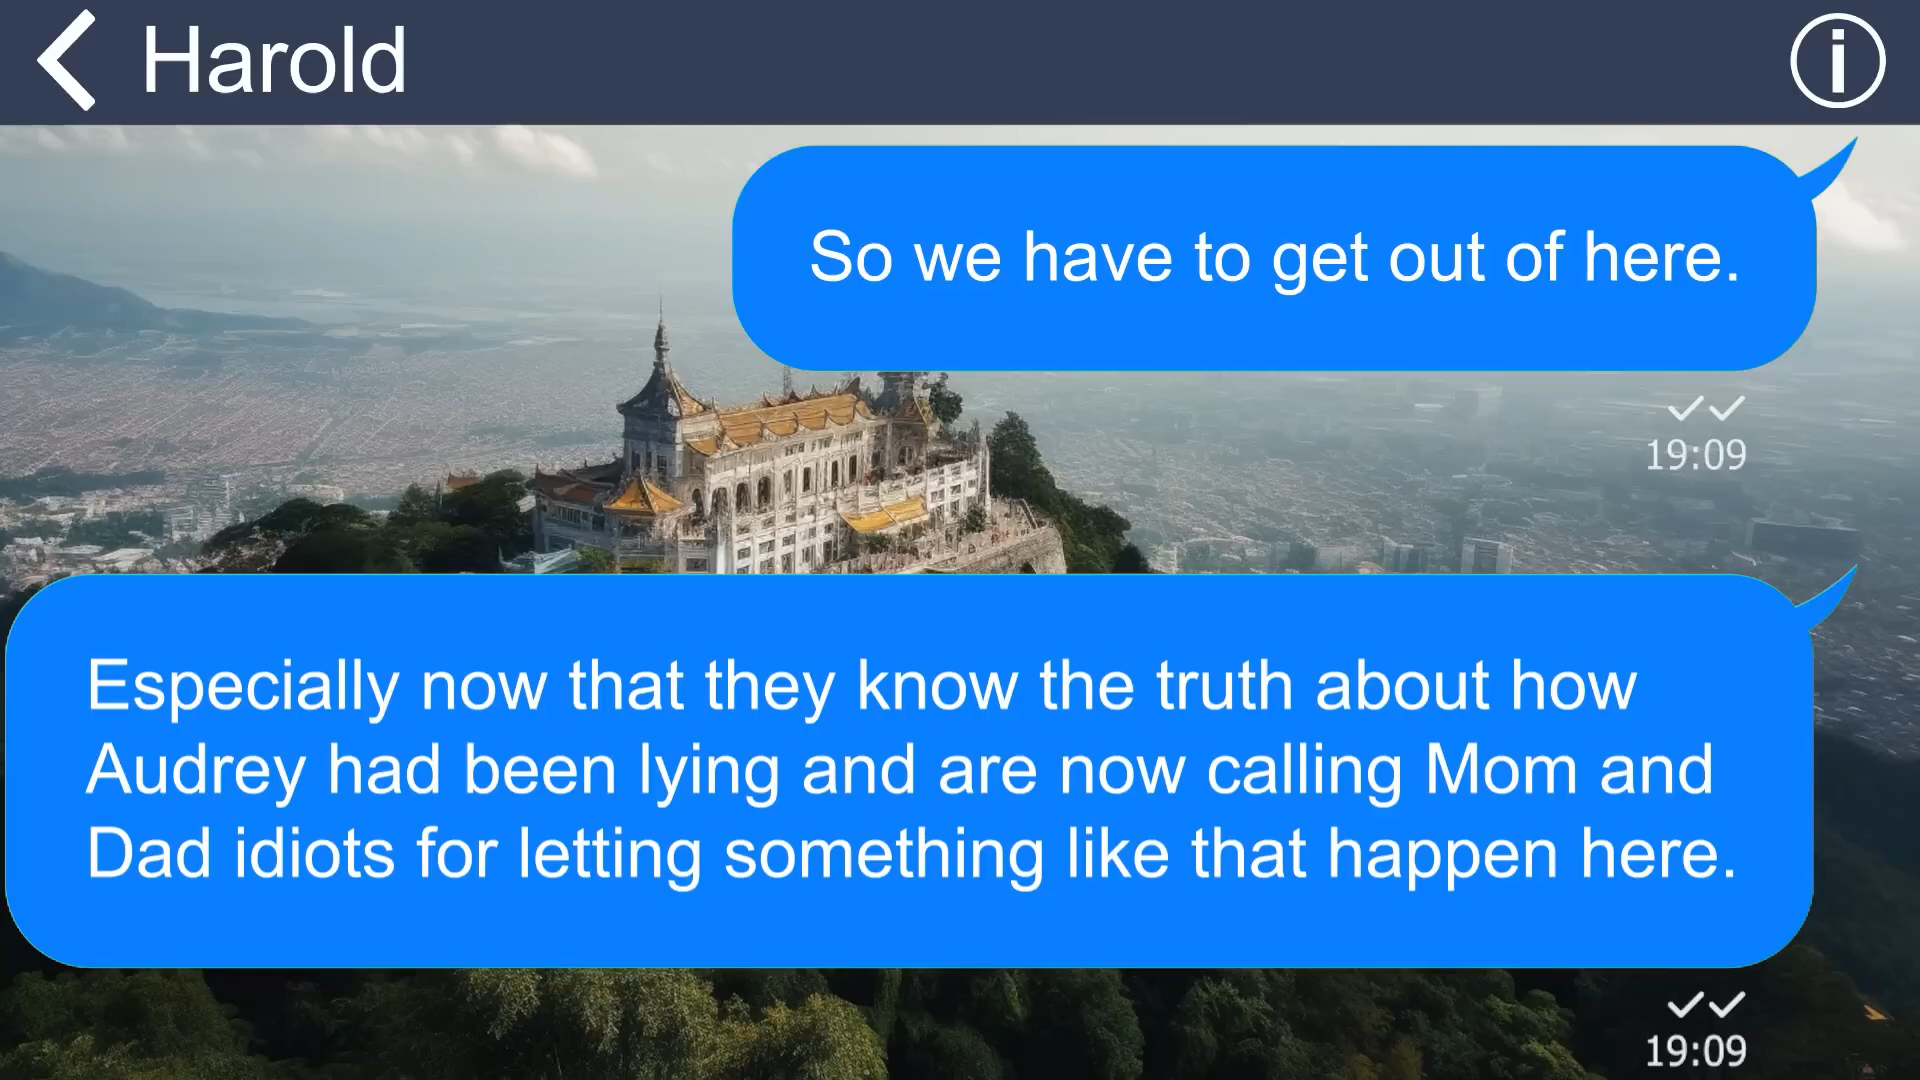 Harold
So we have to get out of here.
19:09
Especially now that they know the truth about how
Audrey had been lying and are now calling Mom and
Dad idiots for letting something like that happen here.
19:09